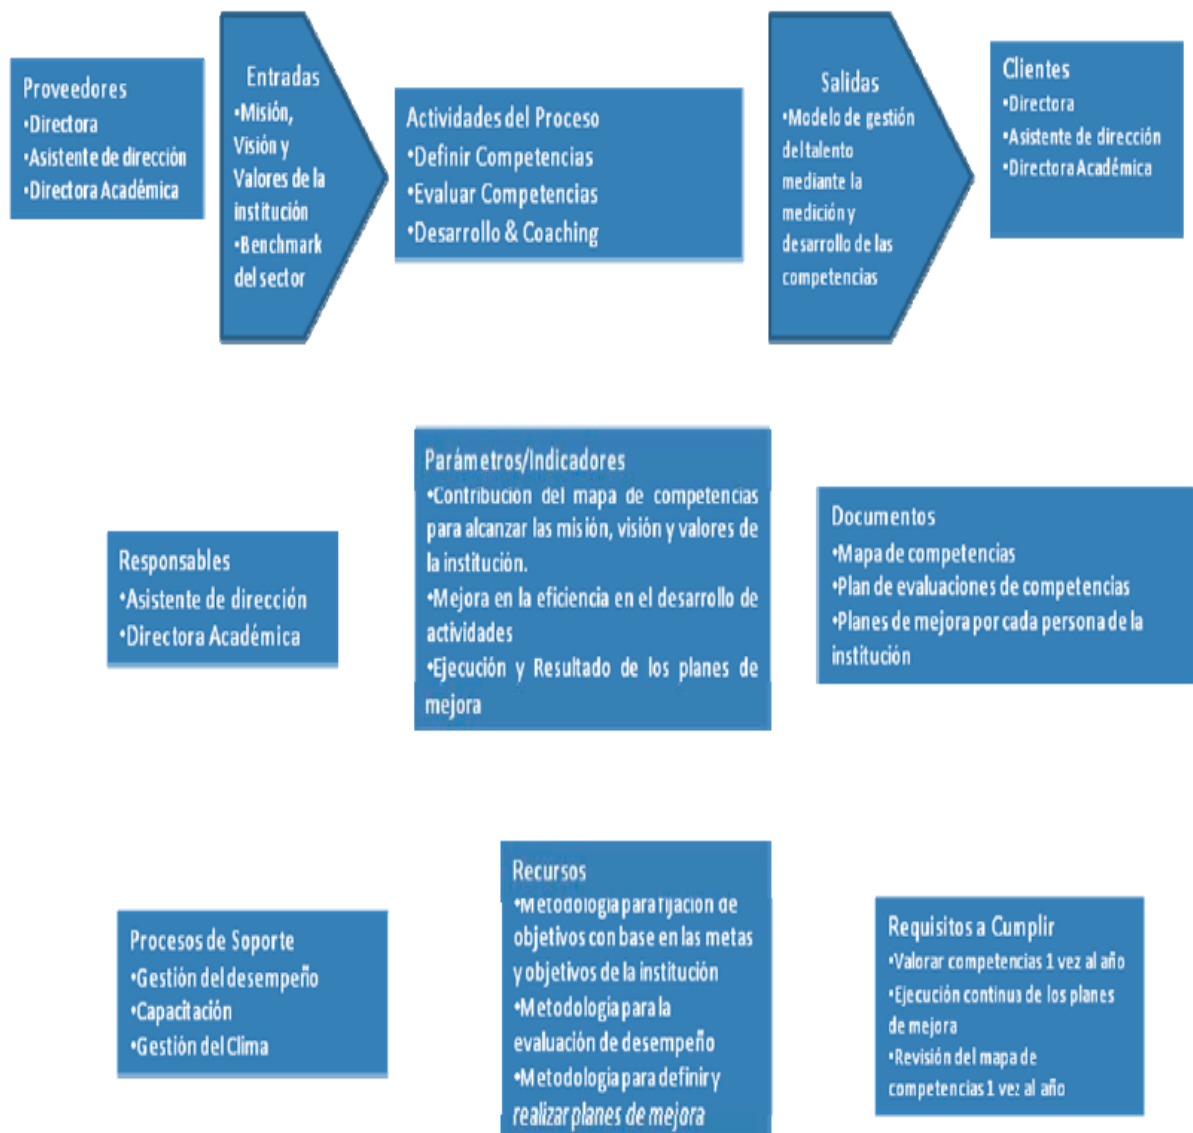 Proveedores
•Directora
•Asistente de dirección
•Directora Académica
Entradas
•Misión,
Visión y
Valores de la
institución
•Benchmark
del sector
Actividades del Proceso
•Definir Competencias
•Evaluar Competencias
•Desarrollo & Coaching
Salidas
•Modelo de gestión
del talento
mediante la
medición y
desarrollo de las
competencias
Clientes
•Directora
•Asistente de dirección
•Directora Académica
Responsables
•Asistente de dirección
•Directora Académica
Parámetros/Indicadores
•Contribución del mapa de competencias
para alcanzar las misión, visión y valores de
la institución.
•Mejora en la eficiencia en el desarrollo de
actividades
•Ejecución y Resultado de los planes de
mejora
Documentos
•Mapa de competencias
•Plan de evaluaciones de competencias
•Planes de mejora por cada persona de la
institución
Procesos de Soporte
•Gestión del desempeño
•Capacitación
•Gestión del Clima
Recursos
•Metodología para fijación de
objetivos con base en las metas
y objetivos de la institución
•Metodología para la
evaluación de desempeño
•Metodología para definir y
realizar planes de mejora
Requisitos a Cumplir
•Valorar competencias 1 vez al año
•Ejecución continua de los planes
de mejora
•Revisión del mapa de
competencias 1 vez al año